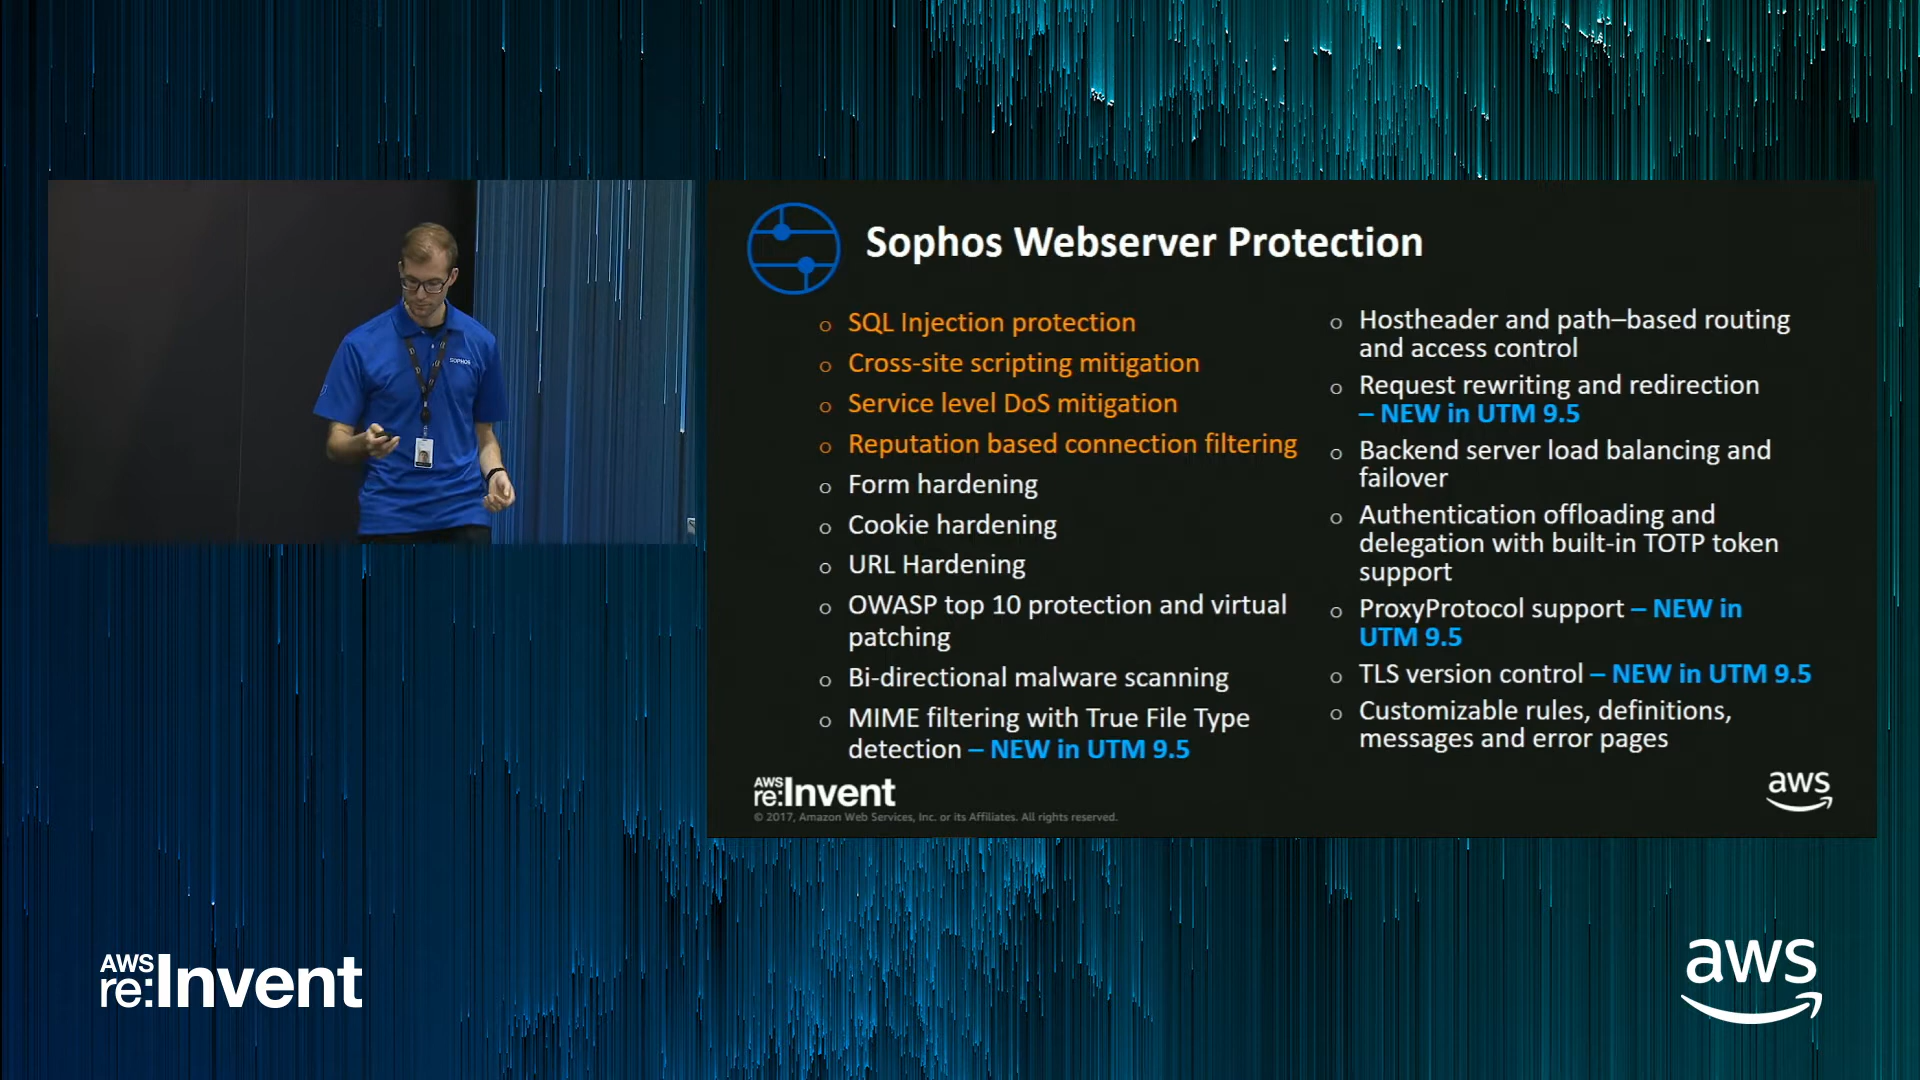 SOPHOS
Sophos Webserver Protection
o SQL Injection protection
o Cross-site scripting mitigation
o Service level DoS mitigation
o Reputation based connection filtering
o Form hardening
o Cookie hardening
o URL Hardening
o OWASP top 10 protection and virtual
patching
o Bi-directional malware scanning
o MIME filtering with True File Type
detection – NEW in UTM 9.5
o Hostheader and path–based routing
and access control
o Request rewriting and redirection
– NEW in UTM 9.5
o Backend server load balancing and
failover
o Authentication offloading and
delegation with built-in TOTP token
support
o ProxyProtocol support – NEW in
UTM 9.5
o TLS version control – NEW in UTM 9.5
o Customizable rules, definitions,
messages and error pages
AWS
re:Invent
© 2017, Amazon Web Services, Inc. or its Affiliates. All rights reserved.
aws
AWS
re:Invent
aws